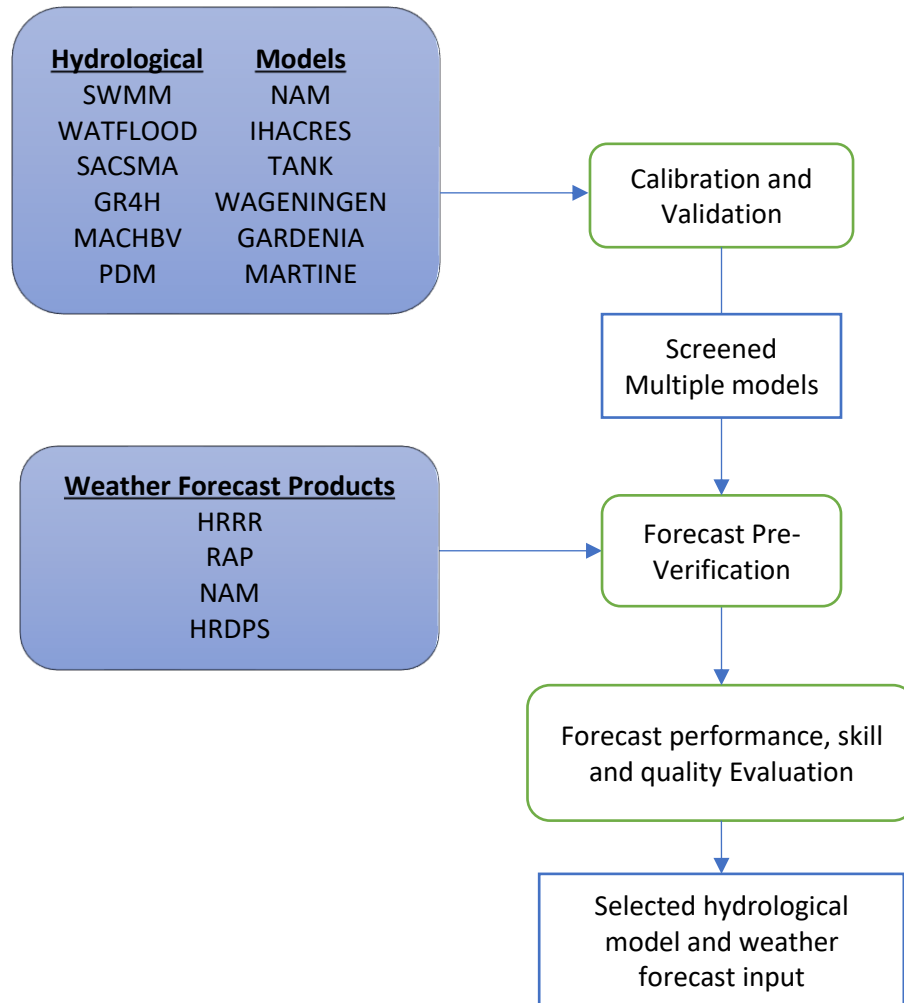 Hydrological Models
SWMM NAM
WATFLOOD IHACRES
SACSMA TANK
GR4H WAGENINGEN
MACHBV GARDENIA
PDM MARTINE
Calibration and
Validation
Screened
Multiple models
Weather Forecast Products
HRRR
RAP
NAM
HRDPS
Forecast Pre-
Verification
Forecast performance, skill
and quality Evaluation
Selected hydrological
model and weather
forecast input